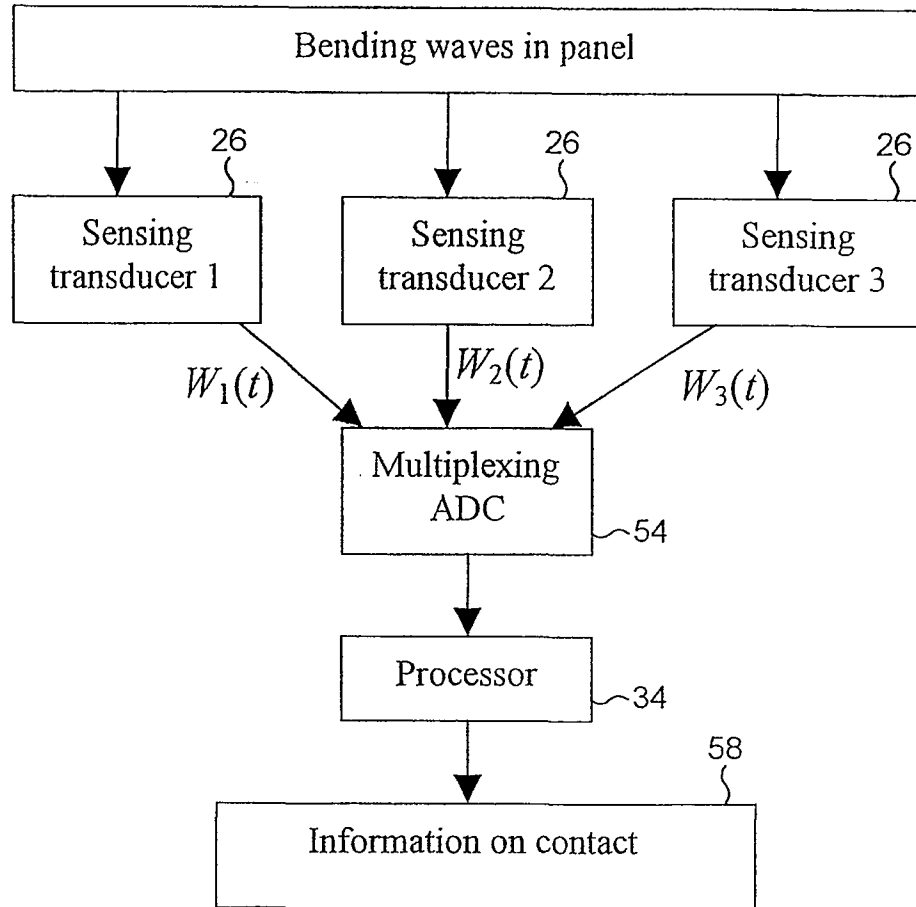 Bending waves in panel
26
26
26
Sensing
transducer 1
Sensing
transducer 2
Sensing
transducer 3
W₁(t)
W₂(t)
W₃(t)
Multiplexing
ADC
54
Processor
34
58
Information on contact